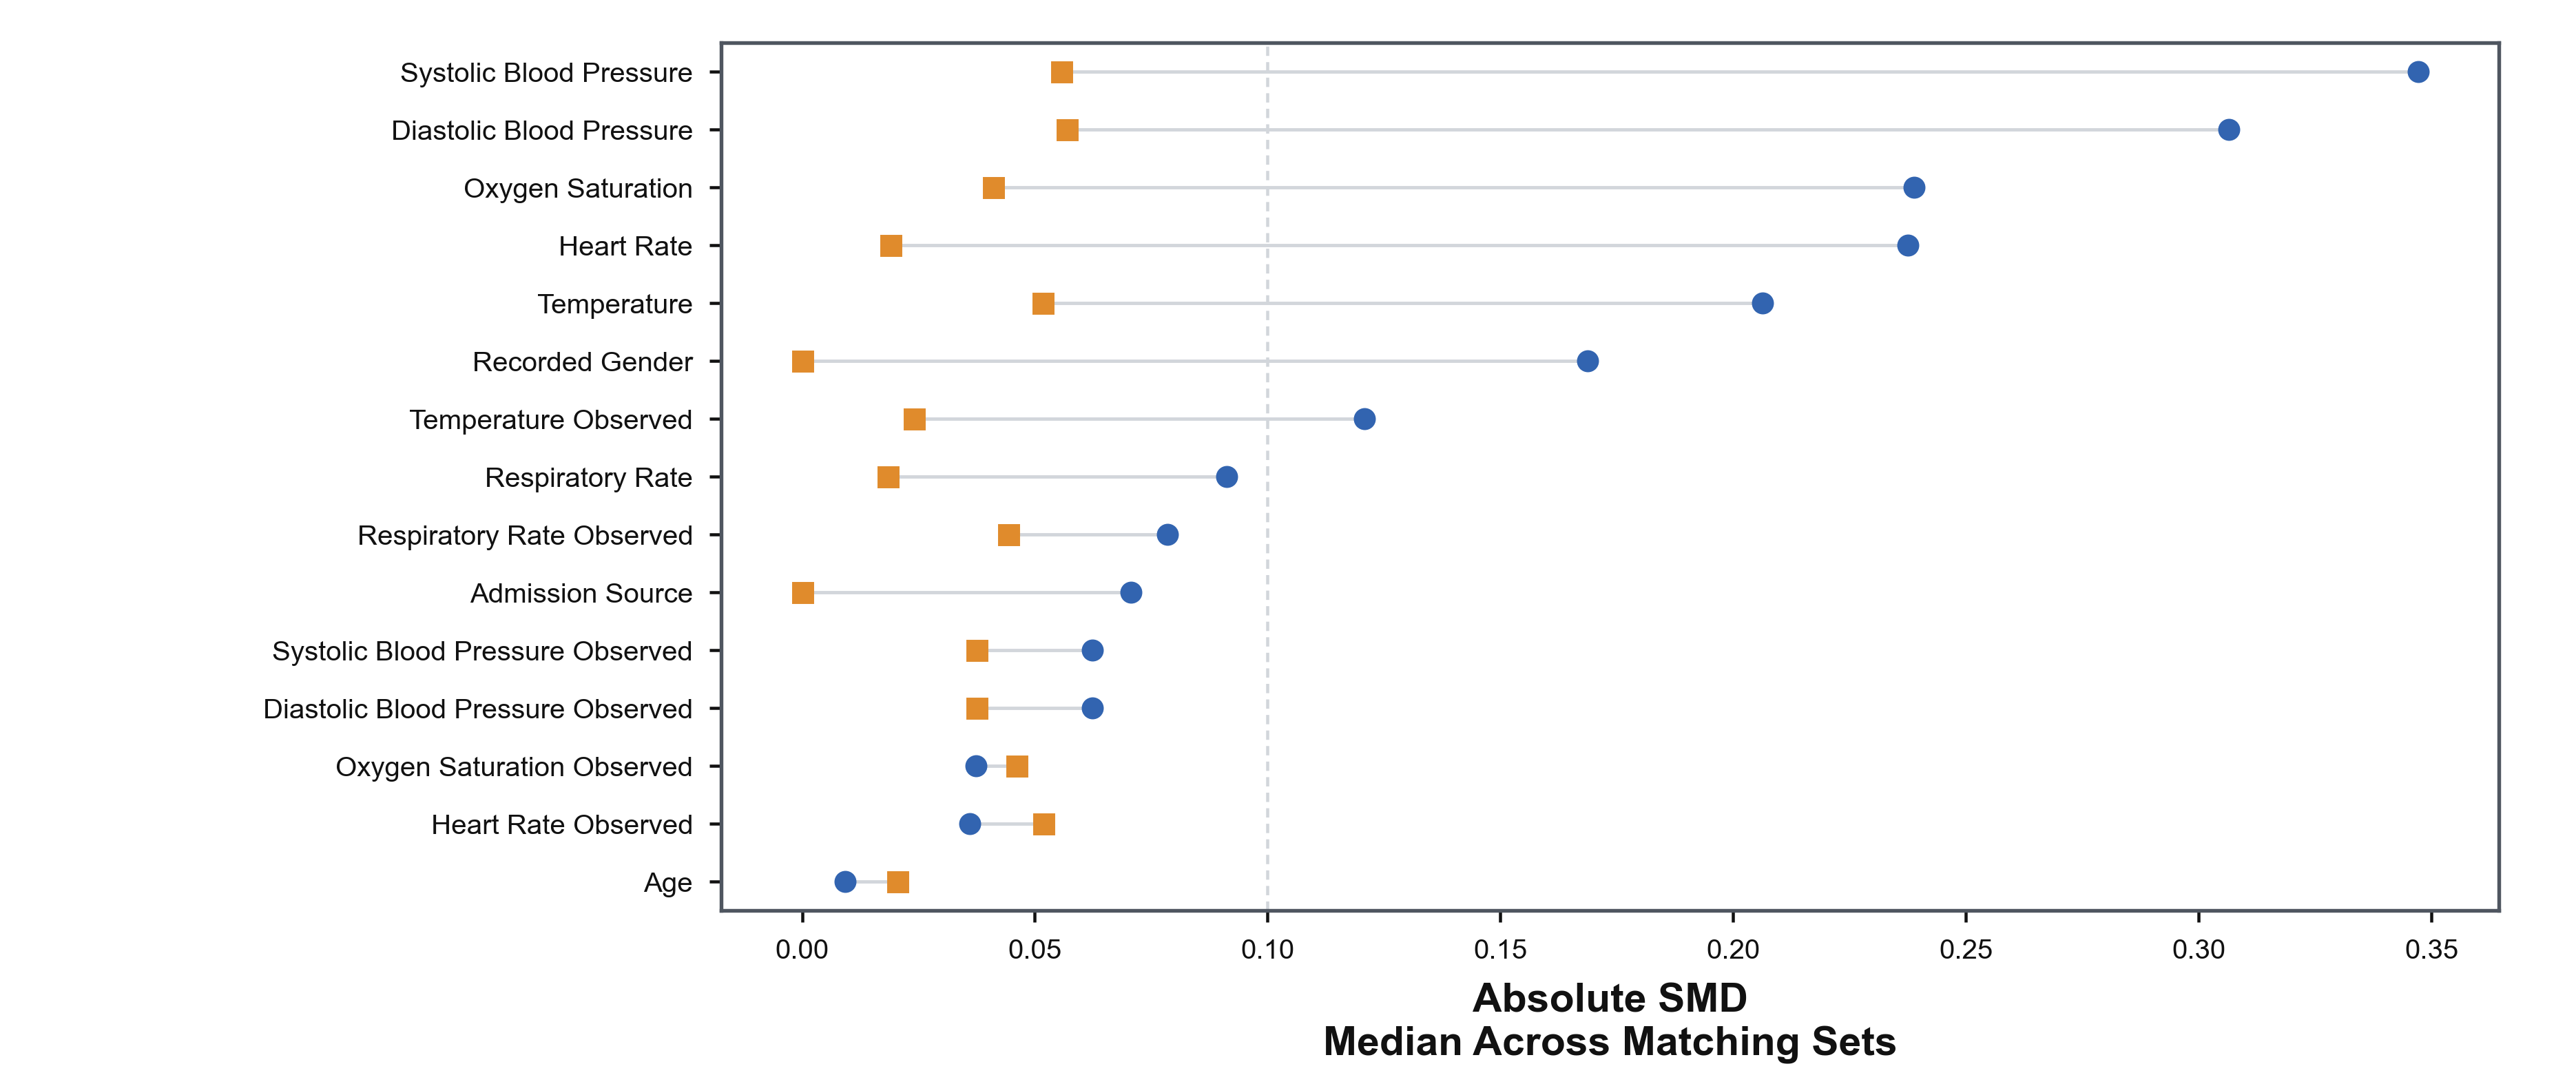 Systolic Blood Pressure
Diastolic Blood Pressure
Oxygen Saturation
Heart Rate
Temperature
Recorded Gender
Temperature Observed
Respiratory Rate
Respiratory Rate Observed
Admission Source
Systolic Blood Pressure Observed
Diastolic Blood Pressure Observed
Oxygen Saturation Observed
Heart Rate Observed
Age
0.00 0.05 0.10 0.15 0.20 0.25 0.30 0.35
Absolute SMD
Median Across Matching Sets